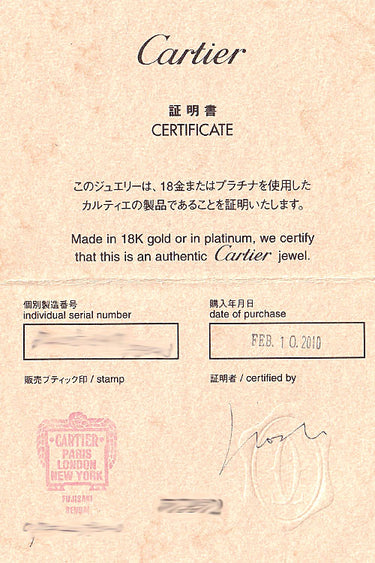 Cartier
証明書
CERTIFICATE
このジュエリーは、18金またはプラチナを使用した
カルティエの製品であることを証明いたします。
Made in 18K gold or in platinum, we certify
that this is an authentic Cartier jewel.
個別製造番号
individual serial number
購入年月日
date of purchase
FEB. 10. 2010
販売ブティック印 / stamp
証明者 / certified by
CARTIER
PARIS
LONDON
NEW YORK
FUJISAKI
SENDAI